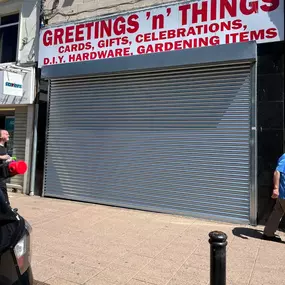 GREETINGS 'n' THINGS
CARDS, GIFTS, CELEBRATIONS,
D.I.Y. HARDWARE, GARDENING ITEMS